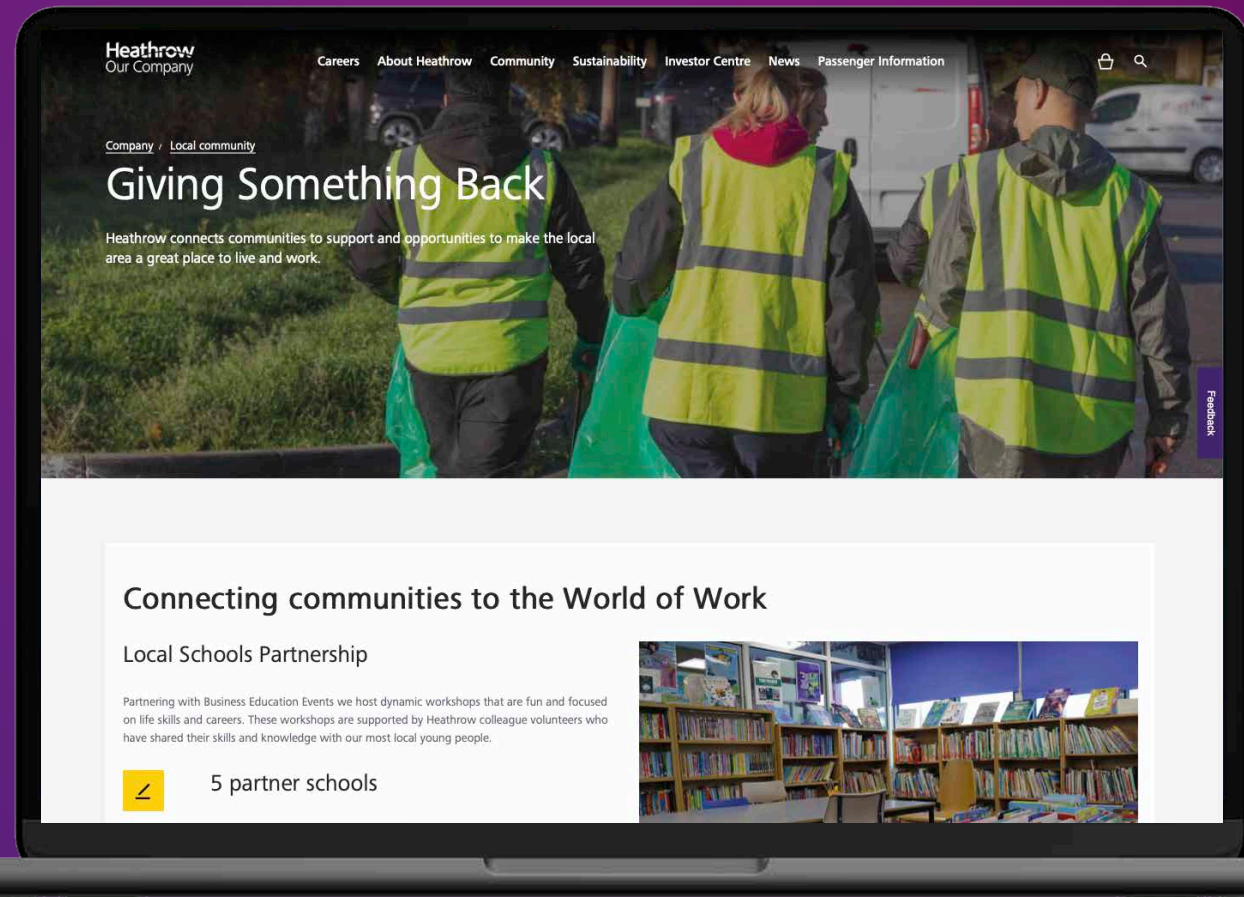 Heathrow
Our Company
Careers About Heathrow Community Sustainability Investor Centre News Passenger Information
Company / Local community
Giving Something Back
Heathrow connects communities to support and opportunities to make the local
area a great place to live and work.
Feedback
Connecting communities to the World of Work
Local Schools Partnership
Partnering with Business Education Events we host dynamic workshops that are fun and focused
on life skills and careers. These workshops are supported by Heathrow colleague volunteers who
have shared their skills and knowledge with our most local young people.
5 partner schools